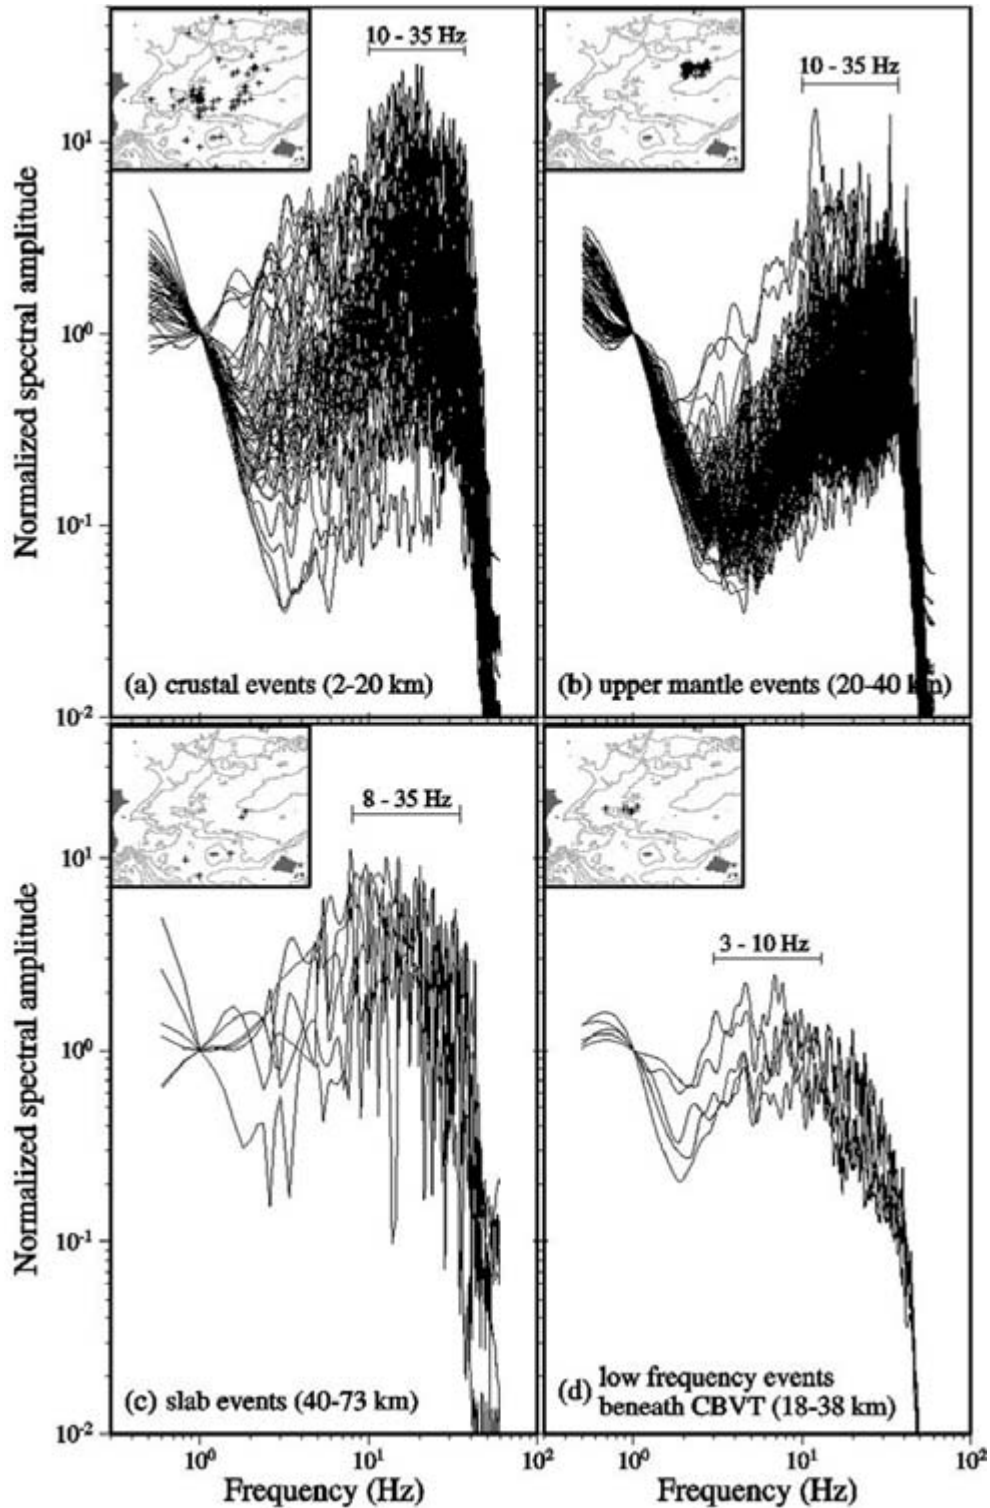 10 - 35 Hz
10 - 35 Hz
10¹
10⁰
10⁻¹
10⁻²
Normalized spectral amplitude
(a) crustal events (2-20 km)
(b) upper mantle events (20-40 km)
8 - 35 Hz
3 - 10 Hz
10¹
10⁰
10⁻¹
10⁻²
Normalized spectral amplitude
(c) slab events (40-73 km)
(d) low frequency events
beneath CBVT (18-38 km)
10⁰ 10¹ 10² 10⁰ 10¹ 10²
Frequency (Hz) Frequency (Hz)